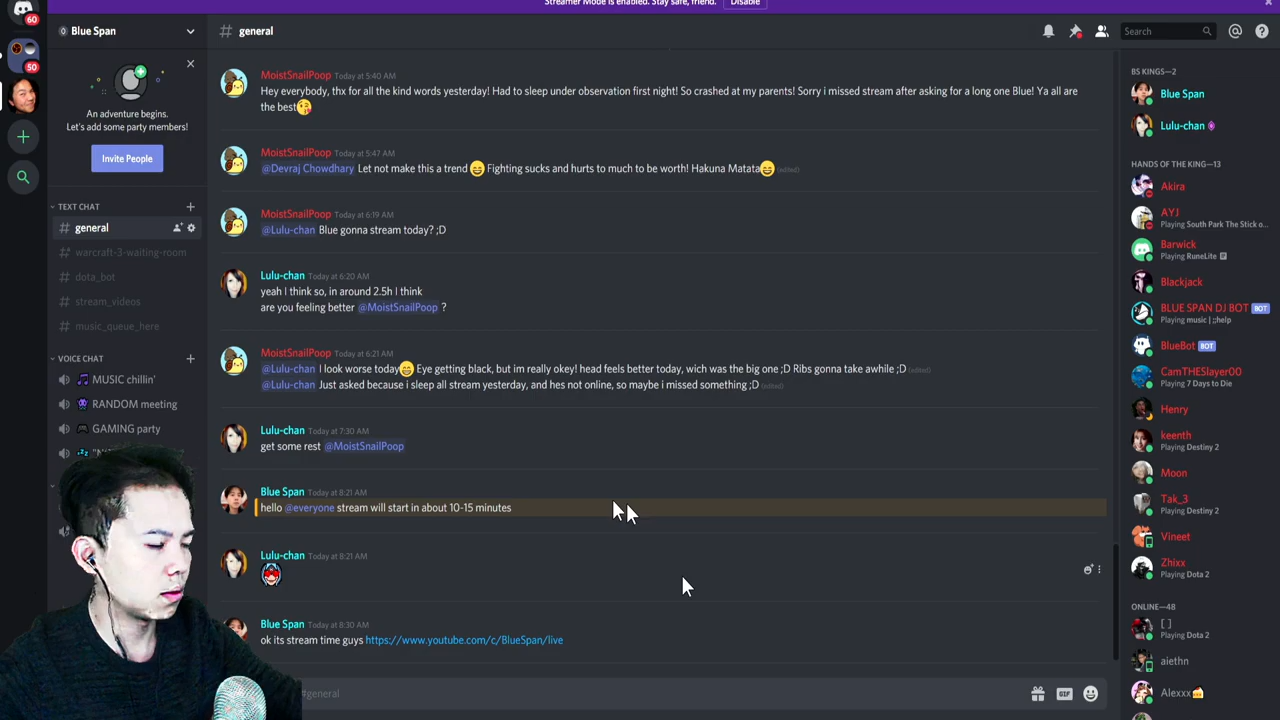 Streamer Mode is enabled. Stay safe, friend. Disable
60
50
Blue Span
An adventure begins.
Let's add some party members!
Invite People
TEXT CHAT
general
warcraft-3-waiting-room
dota_bot
stream_videos
music_queue_here
VOICE CHAT
MUSIC chillin'
RANDOM meeting
GAMING party
# general
Search
MoistSnailPoop Today at 5:40 AM
Hey everybody, thx for all the kind words yesterday! Had to sleep under observation first night! So crashed at my parents! Sorry i missed stream after asking for a long one Blue! Ya all are
the best
MoistSnailPoop Today at 5:47 AM
@Devraj Chowdhary Let not make this a trend Fighting sucks and hurts to much to be worth! Hakuna Matata (edited)
MoistSnailPoop Today at 6:19 AM
@Lulu-chan Blue gonna stream today? ;D
Lulu-chan Today at 6:20 AM
yeah I think so, in around 2.5h I think
are you feeling better @MoistSnailPoop ?
MoistSnailPoop Today at 6:21 AM
@Lulu-chan I look worse today Eye getting black, but im really okey! head feels better today, wich was the big one ;D Ribs gonna take awhile ;D (edited)
@Lulu-chan Just asked because i sleep all stream yesterday, and hes not online, so maybe i missed something ;D (edited)
Lulu-chan Today at 7:30 AM
get some rest @MoistSnailPoop
Blue Span Today at 8:21 AM
hello @everyone stream will start in about 10-15 minutes
Lulu-chan Today at 8:21 AM
Blue Span Today at 8:30 AM
ok its stream time guys https://www.youtube.com/c/BlueSpan/live
#general
GIF
BS KINGS—2
Blue Span
Lulu-chan
HANDS OF THE KING—13
Akira
AYJ
Playing South Park The Stick o...
Barwick
Playing RuneLite
Blackjack
BLUE SPAN DJ BOT BOT
Playing music | ;;help
BlueBot BOT
CamTHESlayer00
Playing 7 Days to Die
Henry
keenth
Playing Destiny 2
Moon
Tak_3
Playing Destiny 2
Vineet
Zhixx
Playing Dota 2
ONLINE—48
[ ]
Playing Dota 2
aiethn
Alexxx